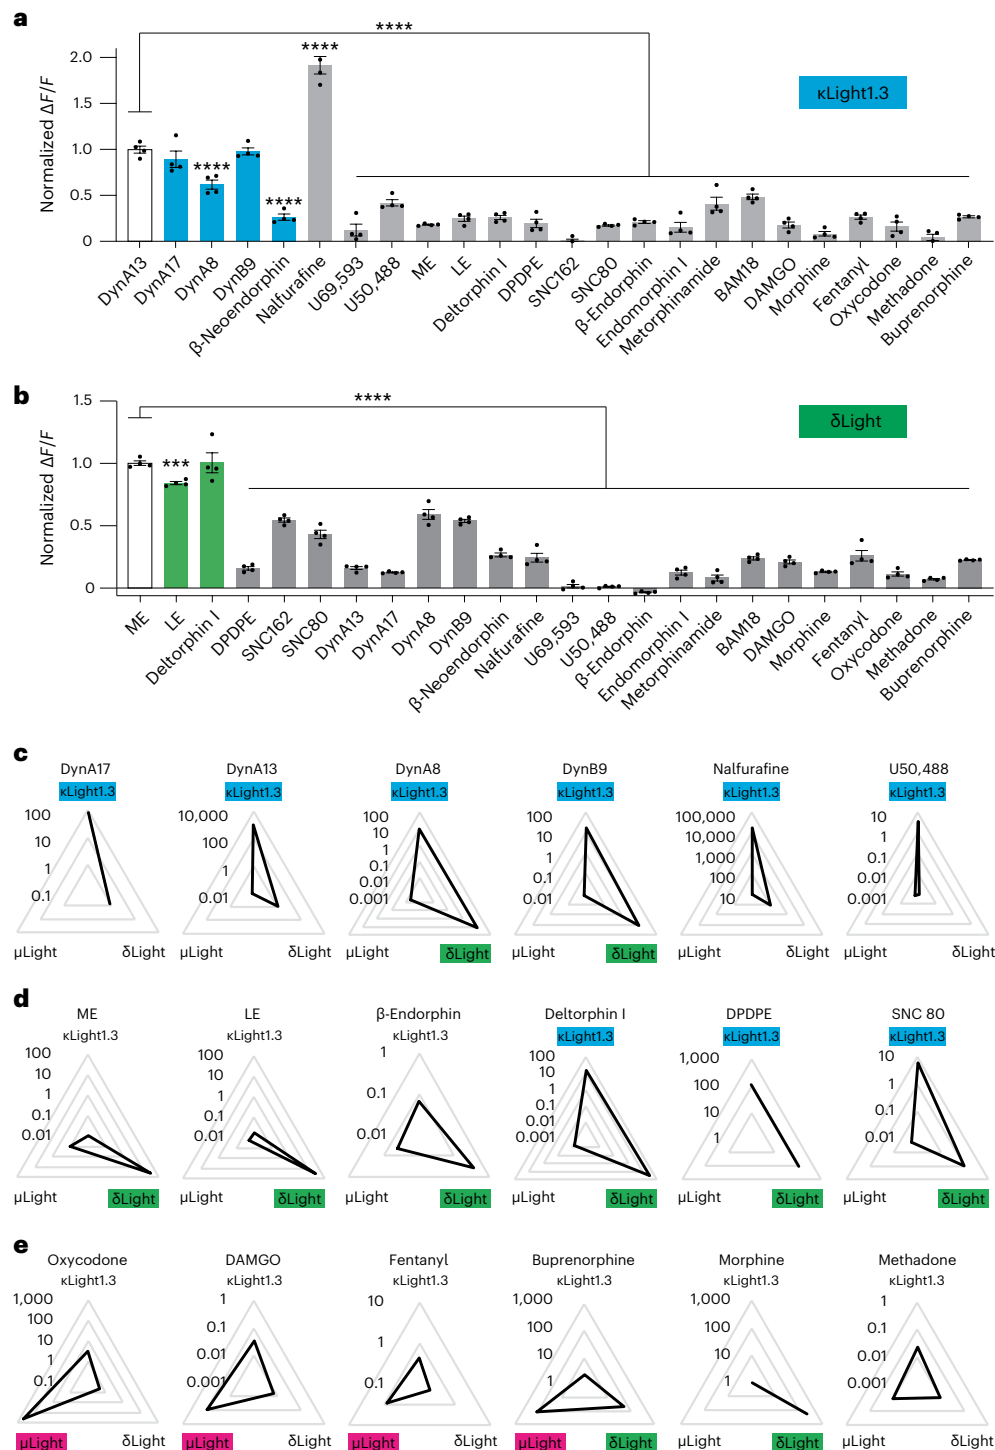 a
****
****
2.0
κLight1.3
1.5
Normalized ΔF/F
1.0
****
0.5
****
0
DynA13
DynA17
DynA8
DynB9
β-Neoendorphin
Nalfurafine
U69,593
U50,488
ME
LE
Deltorphin I
DPDPE
SNC162
SNC80
β-Endorphin
Endomorphin I
Metorphinamide
BAM18
DAMGO
Morphine
Fentanyl
Oxycodone
Methadone
Buprenorphine
b
1.5
****
δLight
Normalized ΔF/F
1.0
***
0.5
0
ME
LE
Deltorphin I
DPDPE
SNC162
SNC80
DynA13
DynA17
DynA8
DynB9
β-Neoendorphin
Nalfurafine
U69,593
U50,488
β-Endorphin
Endomorphin I
Metorphinamide
BAM18
DAMGO
Morphine
Fentanyl
Oxycodone
Methadone
Buprenorphine
c
DynA17
κLight1.3
100
10
1
0.1
μLight
δLight
DynA13
κLight1.3
10,000
100
1
0.01
μLight
δLight
DynA8
κLight1.3
100
10
1
0.1
0.01
0.001
μLight
δLight
DynB9
κLight1.3
100
10
1
0.1
0.01
μLight
δLight
Nalfurafine
κLight1.3
100,000
10,000
1,000
100
10
μLight
δLight
U50,488
κLight1.3
10
1
0.1
0.01
0.001
μLight
δLight
d
ME
κLight1.3
100
10
1
0.1
0.01
μLight
δLight
LE
κLight1.3
100
10
1
0.1
0.01
μLight
δLight
β-Endorphin
κLight1.3
1
0.1
0.01
μLight
δLight
Deltorphin I
κLight1.3
100
10
1
0.1
0.01
0.001
μLight
δLight
DPDPE
κLight1.3
1,000
100
10
1
μLight
δLight
SNC 80
κLight1.3
10
1
0.1
0.01
μLight
δLight
e
Oxycodone
κLight1.3
1,000
100
10
1
0.1
μLight
δLight
DAMGO
κLight1.3
1
0.1
0.01
0.001
μLight
δLight
Fentanyl
κLight1.3
10
1
0.1
μLight
δLight
Buprenorphine
κLight1.3
1,000
100
10
1
μLight
δLight
Morphine
κLight1.3
1,000
100
10
1
μLight
δLight
Methadone
κLight1.3
1
0.1
0.01
0.001
μLight
δLight